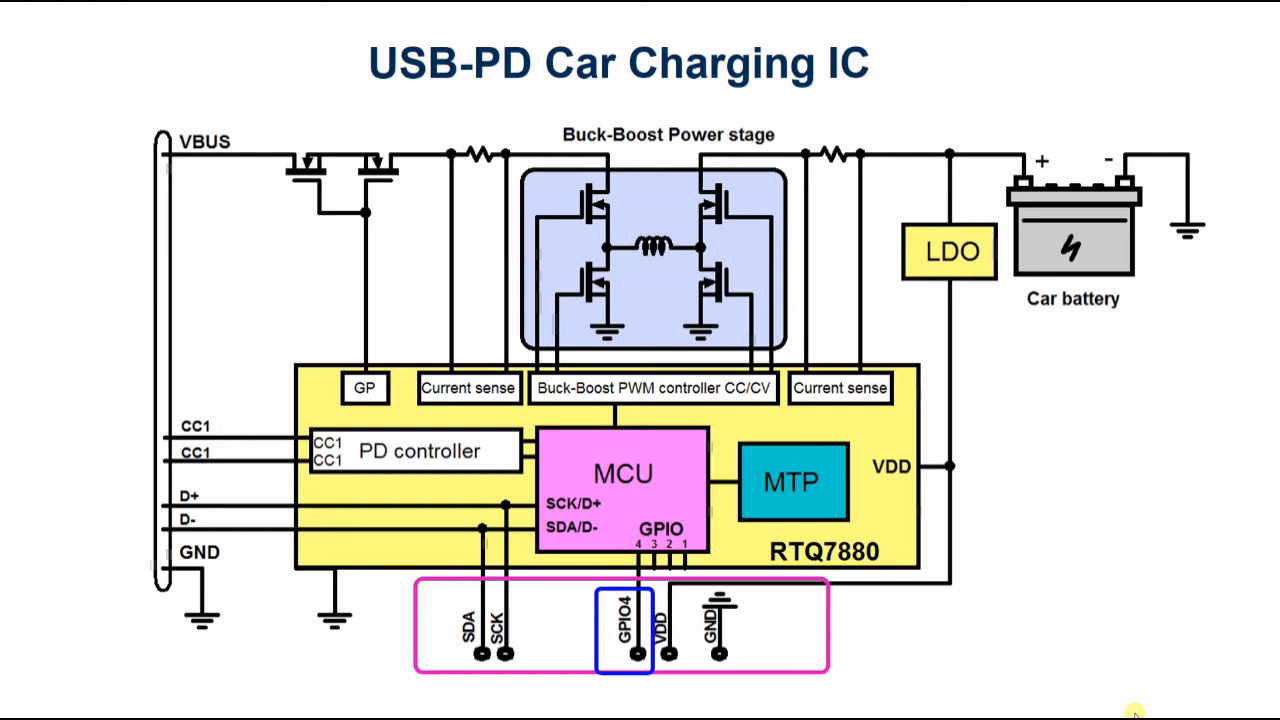 USB-PD Car Charging IC
Buck-Boost Power stage
VBUS
+ -
LDO
Car battery
GP
Current sense
Buck-Boost PWM controller CC/CV
Current sense
CC1
CC1
CC1
CC1
PD controller
MCU
MTP
VDD
D+
SCK/D+
D-
SDA/D-
GPIO
4 3 2 1
GND
RTQ7880
SDA
SCK
GPIO4
VDD
GND